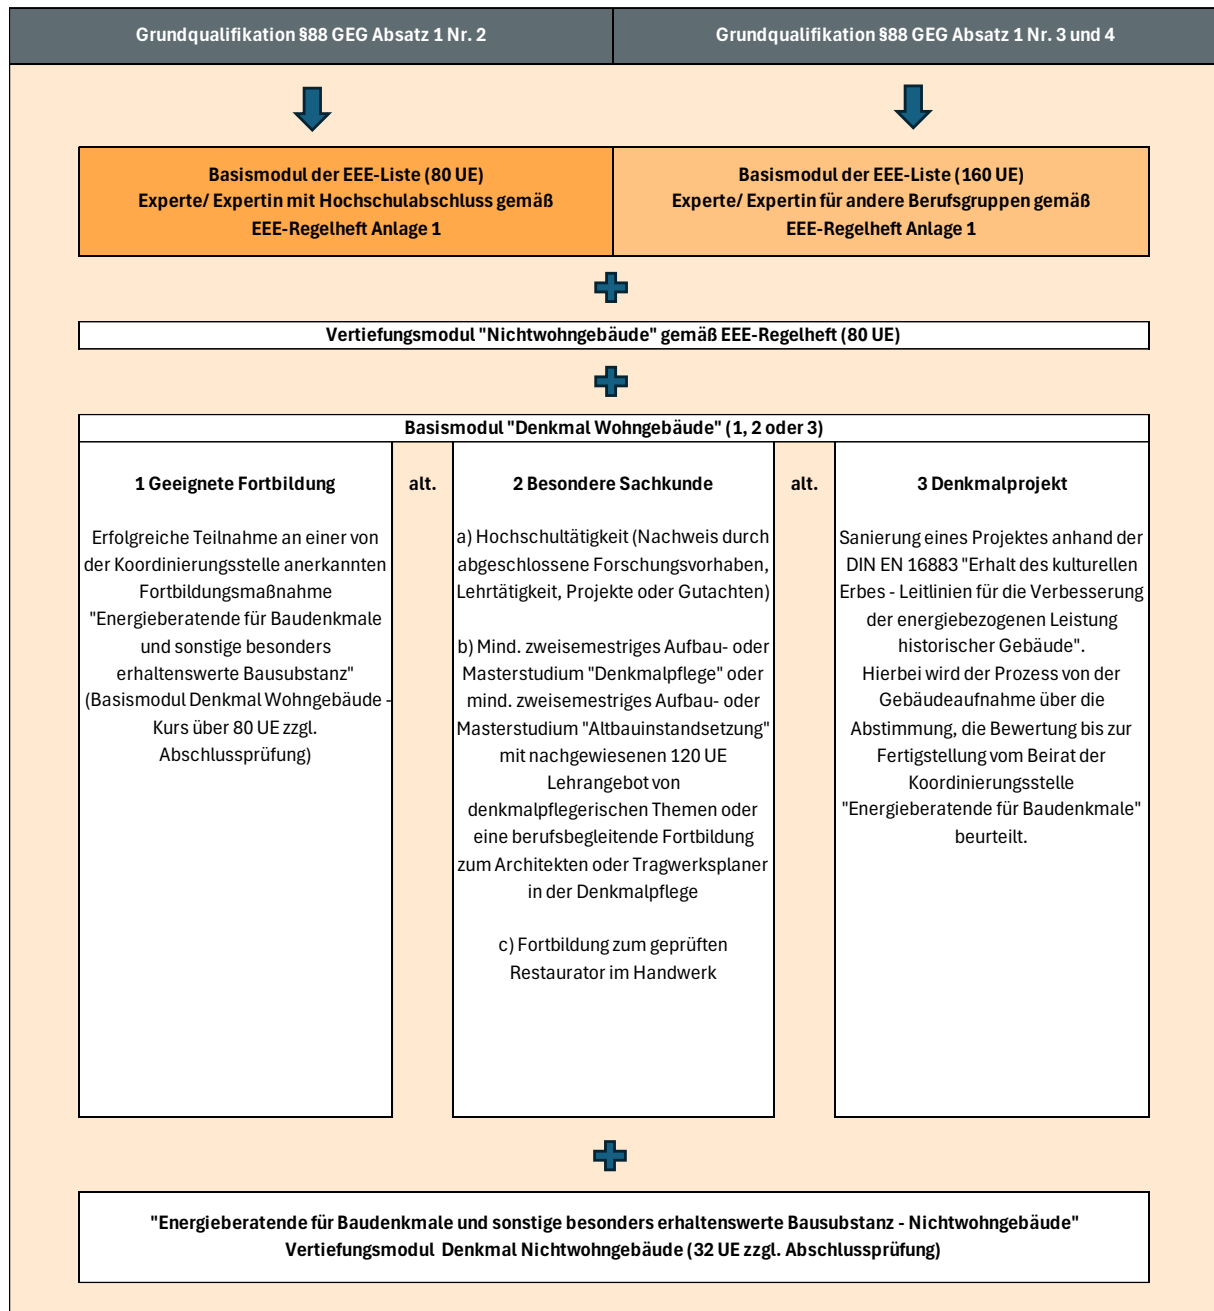 Grundqualifikation §88 GEG Absatz 1 Nr. 2
Grundqualifikation §88 GEG Absatz 1 Nr. 3 und 4
Basismodul der EEE-Liste (80 UE)
Experte/ Expertin mit Hochschulabschluss gemäß
EEE-Regelheft Anlage 1
Basismodul der EEE-Liste (160 UE)
Experte/ Expertin für andere Berufsgruppen gemäß
EEE-Regelheft Anlage 1
Vertiefungsmodul "Nichtwohngebäude" gemäß EEE-Regelheft (80 UE)
Basismodul "Denkmal Wohngebäude" (1, 2 oder 3)
1 Geeignete Fortbildung
Erfolgreiche Teilnahme an einer von
der Koordinierungsstelle anerkannten
Fortbildungsmaßnahme
"Energieberatende für Baudenkmale
und sonstige besonders
erhaltenswerte Bausubstanz"
(Basismodul Denkmal Wohngebäude -
Kurs über 80 UE zzgl.
Abschlussprüfung)
alt.
2 Besondere Sachkunde
a) Hochschultätigkeit (Nachweis durch
abgeschlossene Forschungsvorhaben,
Lehrtätigkeit, Projekte oder Gutachten)
b) Mind. zweisemestriges Aufbau- oder
Masterstudium "Denkmalpflege" oder
mind. zweisemestriges Aufbau- oder
Masterstudium "Altbauinstandsetzung"
mit nachgewiesenen 120 UE
Lehrangebot von
denkmalpflegerischen Themen oder
eine berufsbegleitende Fortbildung
zum Architekten oder Tragwerksplaner
in der Denkmalpflege
c) Fortbildung zum geprüften
Restaurator im Handwerk
alt.
3 Denkmalprojekt
Sanierung eines Projektes anhand der
DIN EN 16883 "Erhalt des kulturellen
Erbes - Leitlinien für die Verbesserung
der energiebezogenen Leistung
historischer Gebäude".
Hierbei wird der Prozess von der
Gebäudeaufnahme über die
Abstimmung, die Bewertung bis zur
Fertigstellung vom Beirat der
Koordinierungsstelle
"Energieberatende für Baudenkmale"
beurteilt.
"Energieberatende für Baudenkmale und sonstige besonders erhaltenswerte Bausubstanz - Nichtwohngebäude"
Vertiefungsmodul Denkmal Nichtwohngebäude (32 UE zzgl. Abschlussprüfung)